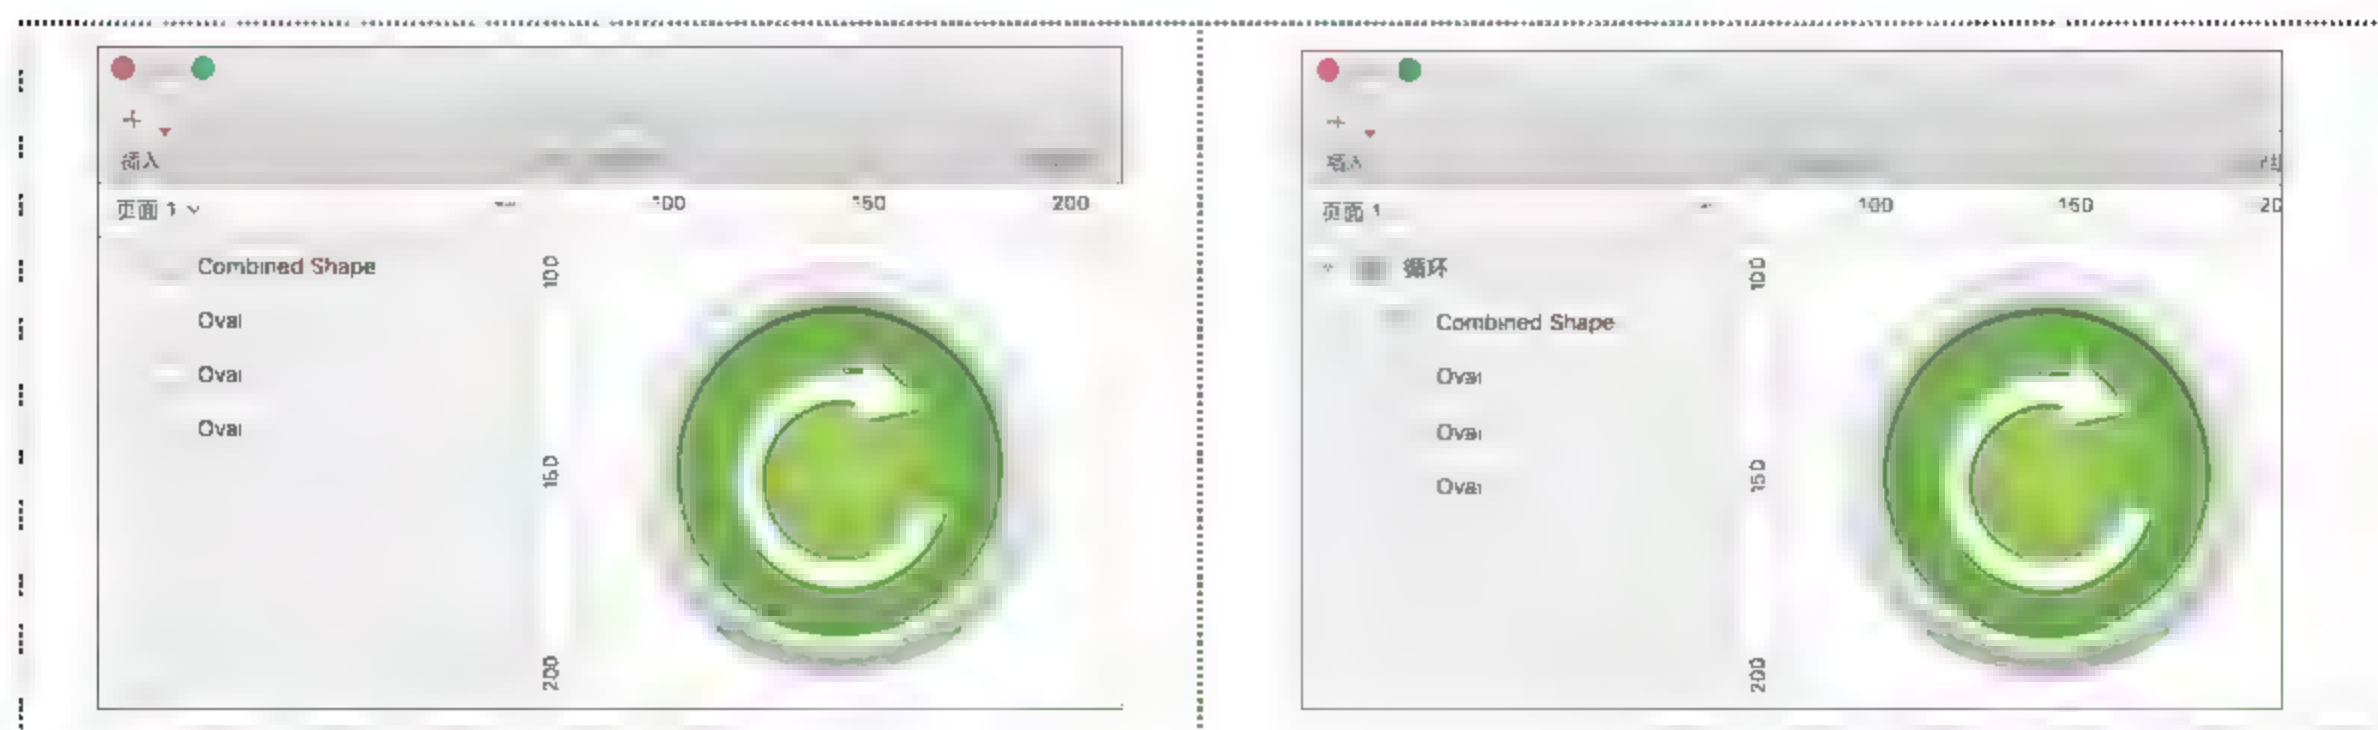 插入
页面 1
100 150 200
Combined Shape
Oval
Oval
Oval
100
150
200
插入
页面 1
100 150 20
循环
Combined Shape
Oval
Oval
Oval
100
150
200